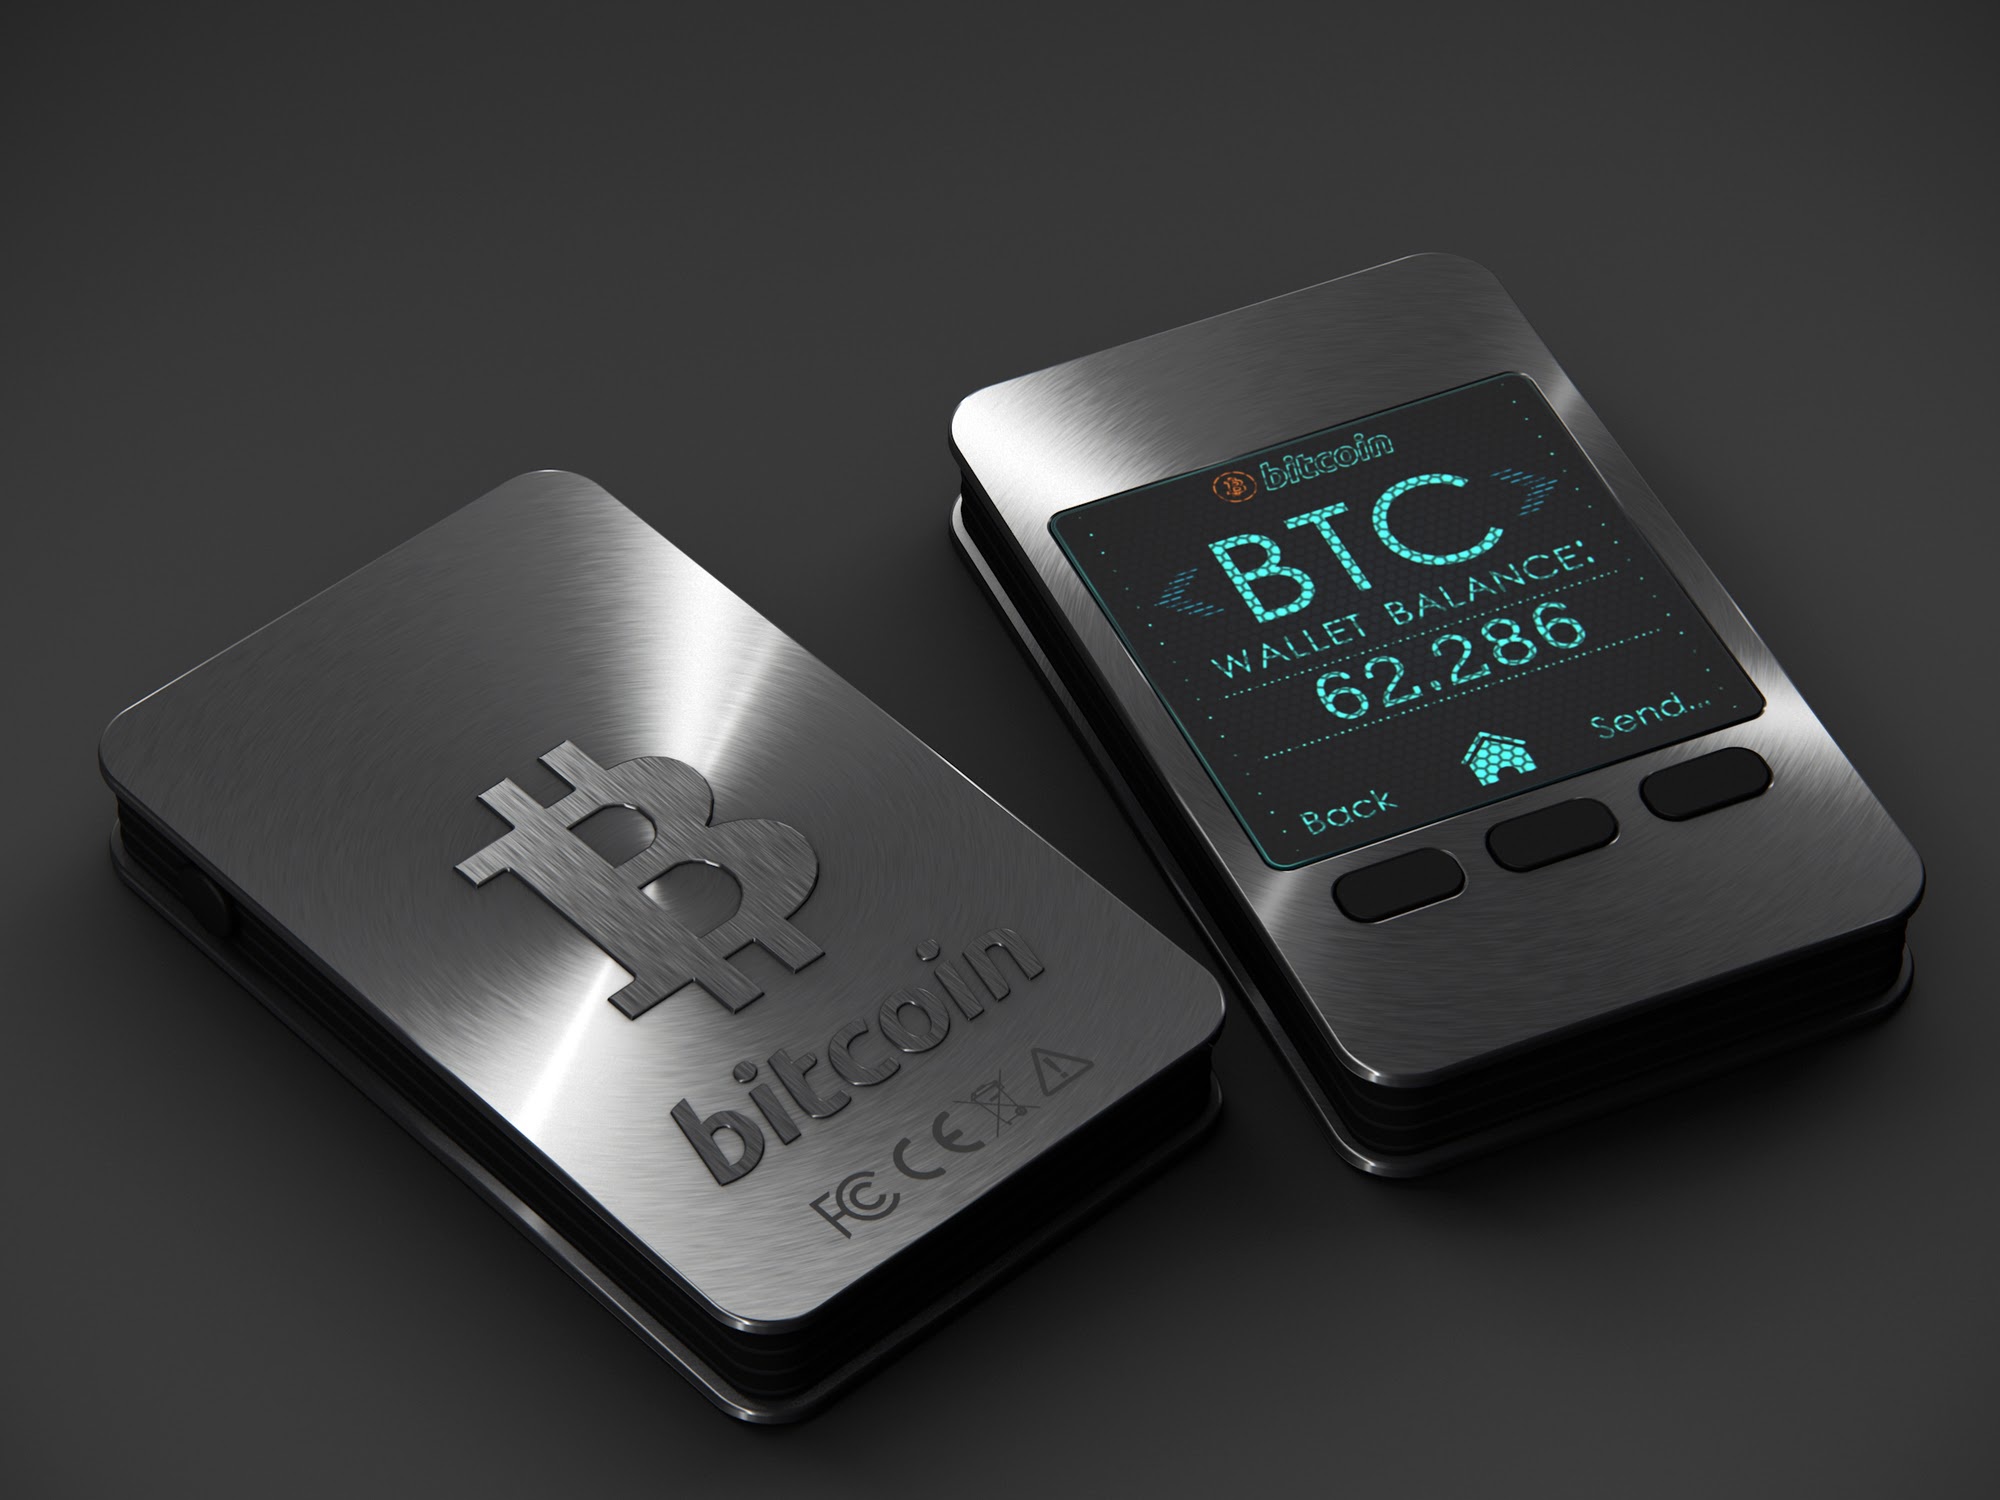 bitcoin
BTC
WALLET BALANCE:
62.286
Back
Send...
bitcoin
FC CE